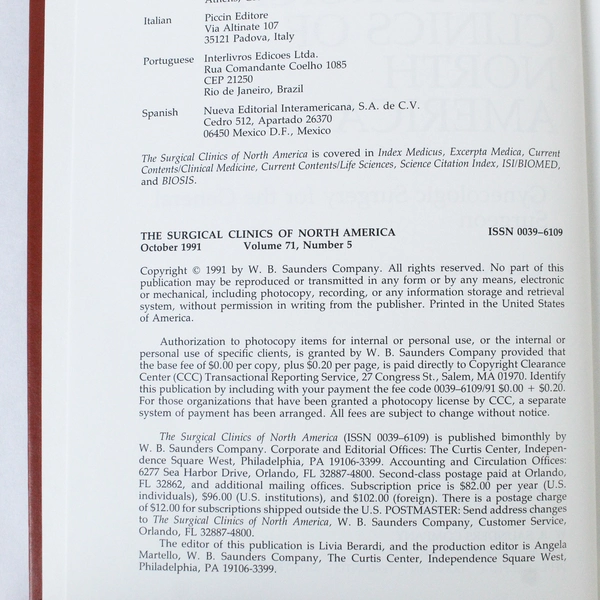 Italian Piccin Editore
Via Altinate 107
35121 Padova, Italy
Portuguese Interlivros Edicoes Ltda.
Rua Comandante Coelho 1085
CEP 21250
Rio de Janeiro, Brazil
Spanish Nueva Editorial Interamericana, S.A. de C.V.
Cedro 512, Apartado 26370
06450 Mexico D.F., Mexico
The Surgical Clinics of North America is covered in Index Medicus, Excerpta Medica, Current
Contents/Clinical Medicine, Current Contents/Life Sciences, Science Citation Index, ISI/BIOMED,
and BIOSIS.
THE SURGICAL CLINICS OF NORTH AMERICA ISSN 0039–6109
October 1991 Volume 71, Number 5
Copyright © 1991 by W. B. Saunders Company. All rights reserved. No part of this
publication may be reproduced or transmitted in any form or by any means, electronic
or mechanical, including photocopy, recording, or any information storage and retrieval
system, without permission in writing from the publisher. Printed in the United States
of America.
Authorization to photocopy items for internal or personal use, or the internal or
personal use of specific clients, is granted by W. B. Saunders Company provided that
the base fee of $0.00 per copy, plus $0.20 per page, is paid directly to Copyright Clearance
Center (CCC) Transactional Reporting Service, 27 Congress St., Salem, MA 01970. Identify
this publication by including with your payment the fee code 0039–6109/91 $0.00 + $0.20.
For those organizations that have been granted a photocopy license by CCC, a separate
system of payment has been arranged. All fees are subject to change without notice.
The Surgical Clinics of North America (ISSN 0039–6109) is published bimonthly by
W. B. Saunders Company. Corporate and Editorial Offices: The Curtis Center, Indepen-
dence Square West, Philadelphia, PA 19106-3399. Accounting and Circulation Offices:
6277 Sea Harbor Drive, Orlando, FL 32887-4800. Second-class postage paid at Orlando,
FL 32862, and additional mailing offices. Subscription price is $82.00 per year (U.S.
individuals), $96.00 (U.S. institutions), and $102.00 (foreign). There is a postage charge
of $12.00 for subscriptions shipped outside the U.S. POSTMASTER: Send address changes
to The Surgical Clinics of North America, W. B. Saunders Company, Customer Service,
Orlando, FL 32887-4800.
The editor of this publication is Livia Berardi, and the production editor is Angela
Martello, W. B. Saunders Company, The Curtis Center, Independence Square West,
Philadelphia, PA 19106-3399.